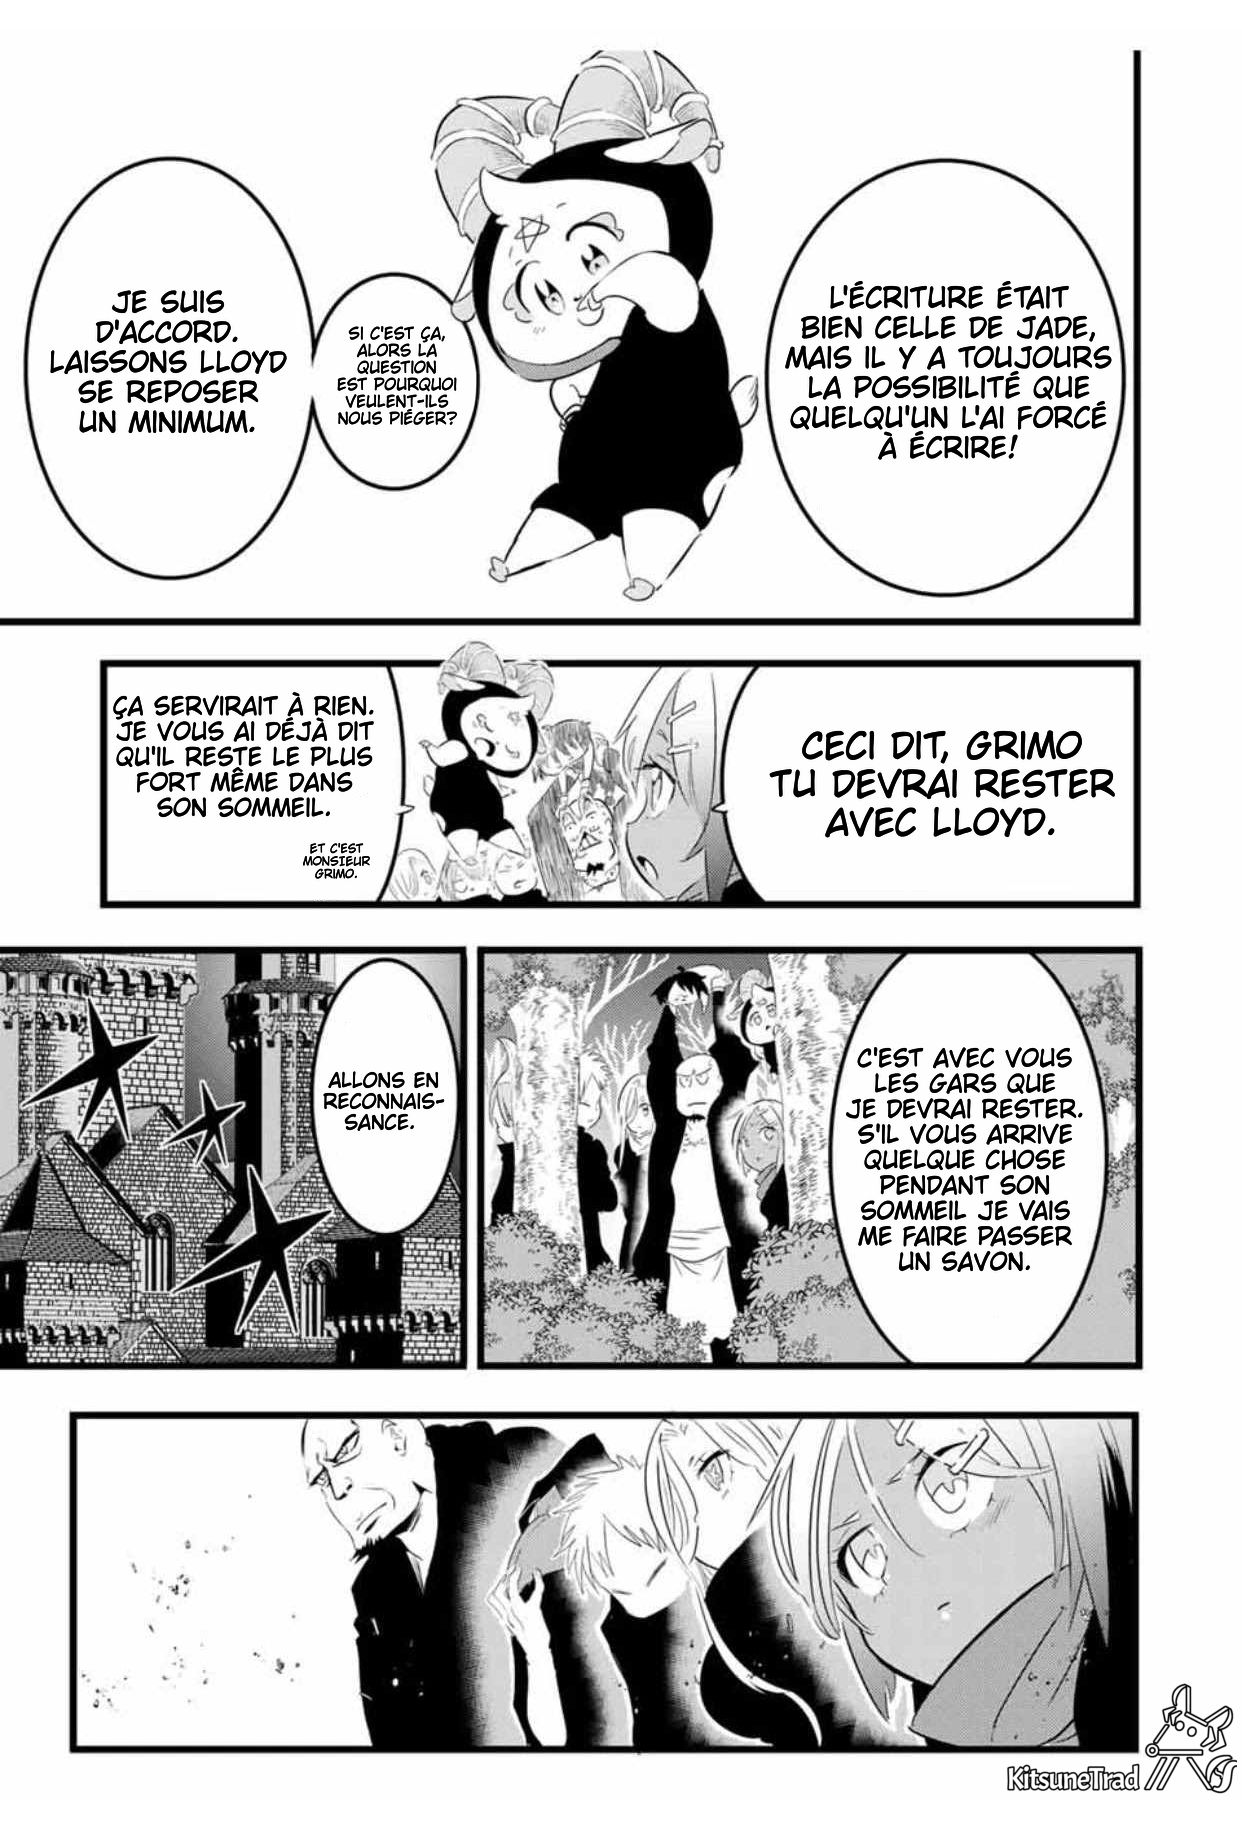 L'ÉCRITURE ÉTAIT
BIEN CELLE DE JADE,
MAIS IL Y A TOUJOURS
LA POSSIBILITÉ QUE
QUELQU'UN L'AI FORCÉ
À ÉCRIRE!
SI C'EST ÇA,
ALORS LA
QUESTION
EST POURQUOI
VEULENT-ILS
NOUS PIÉGER?
JE SUIS
D'ACCORD.
LAISSONS LLOYD
SE REPOSER
UN MINIMUM.
CECI DIT, GRIMO
TU DEVRAI RESTER
AVEC LLOYD.
ÇA SERVIRAIT À RIEN.
JE VOUS AI DÉJÀ DIT
QU'IL RESTE LE PLUS
FORT MÊME DANS
SON SOMMEIL.
ET C'EST
MONSIEUR
GRIMO.
C'EST AVEC VOUS
LES GARS QUE
JE DEVRAI RESTER.
S'IL VOUS ARRIVE
QUELQUE CHOSE
PENDANT SON
SOMMEIL JE VAIS
ME FAIRE PASSER
UN SAVON.
ALLONS EN
RECONNAIS-
SANCE.
KitsuneTrad